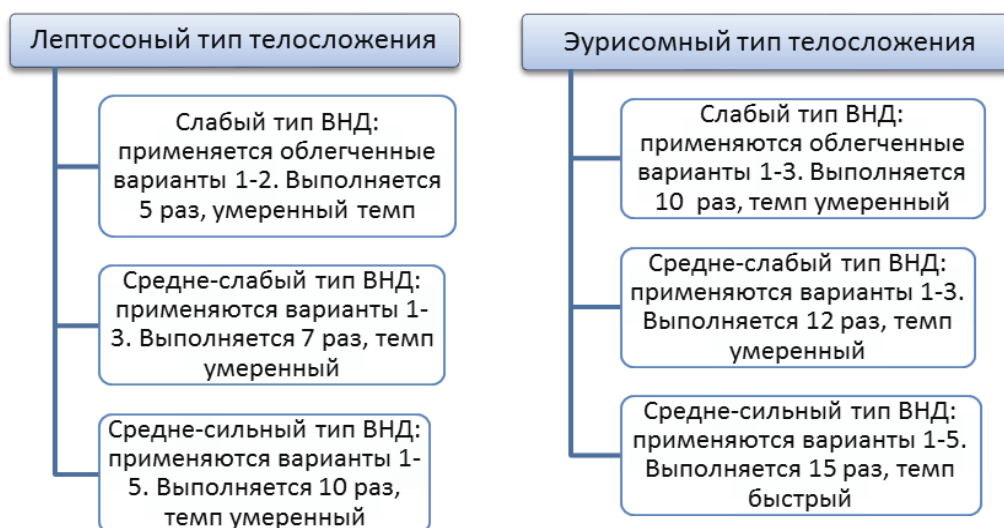 Лептосоный тип телосложения
Слабый тип ВНД:
применяется облегченные
варианты 1-2. Выполняется
5 раз, умеренный темп
Средне-слабый тип ВНД:
применяются варианты 1-
3. Выполняется 7 раз, темп
умеренный
Средне-сильный тип ВНД:
применяются варианты 1-
5. Выполняется 10 раз,
темп умеренный
Эурисомный тип телосложения
Слабый тип ВНД:
применяются облегченные
варианты 1-3. Выполняется
10 раз, темп умеренный
Средне-слабый тип ВНД:
применяются варианты 1-3.
Выполняется 12 раз, темп
умеренный
Средне-сильный тип ВНД:
применяются варианты 1-5.
Выполняется 15 раз, темп
быстрый